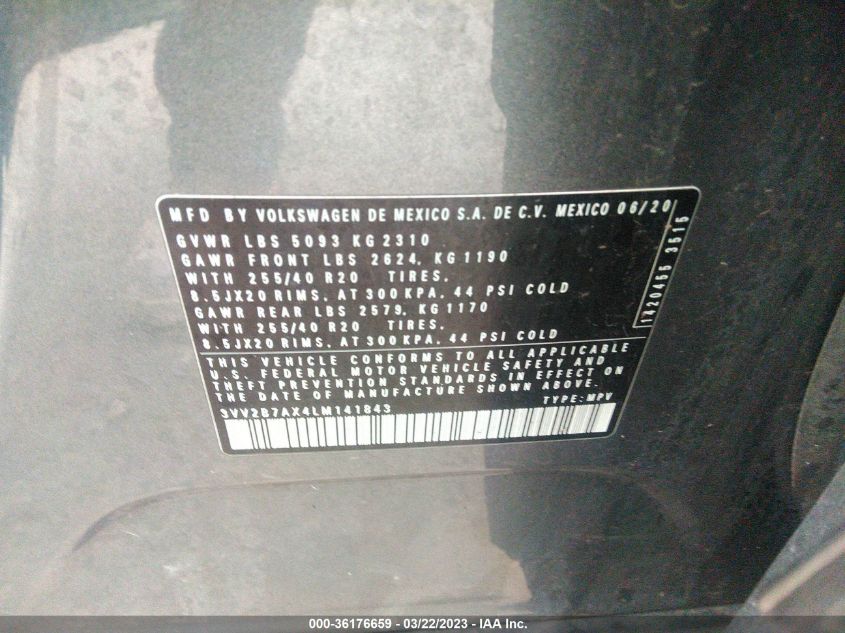 MFD BY VOLKSWAGEN DE MEXICO S.A. DE C.V. MEXICO 06/20
GVWR LBS 5093 KG 2310
GAWR FRONT LBS 2624, KG 1190
WITH 255/40 R20 TIRES,
8.5JX20 RIMS, AT 300 KPA, 44 PSI COLD
GAWR REAR LBS 2579, KG 1170
WITH 255/40 R20 TIRES,
8.5JX20 RIMS, AT 300 KPA, 44 PSI COLD
1420455 3515
THIS VEHICLE CONFORMS TO ALL APPLICABLE
U.S. FEDERAL MOTOR VEHICLE SAFETY AND
THEFT PREVENTION STANDARDS IN EFFECT ON
THE DATE OF MANUFACTURE SHOWN ABOVE.
TYPE: MPV
3VV2B7AX4LM141843
000-36176659 - 03/22/2023 - IAA Inc.